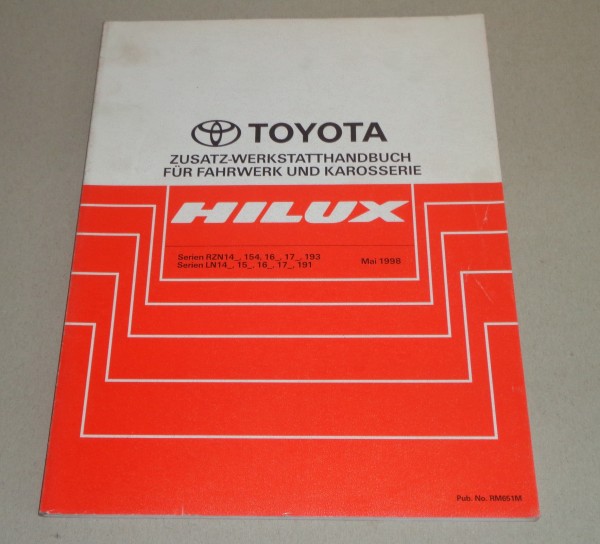 TOYOTA
ZUSATZ-WERKSTATTHANDBUCH
FÜR FAHRWERK UND KAROSSERIE
HILUX
Serien RZN14_, 154, 16_, 17_, 193
Serien LN14_, 15_, 16_, 17_, 191 Mai 1998
Pub. No. RM651M